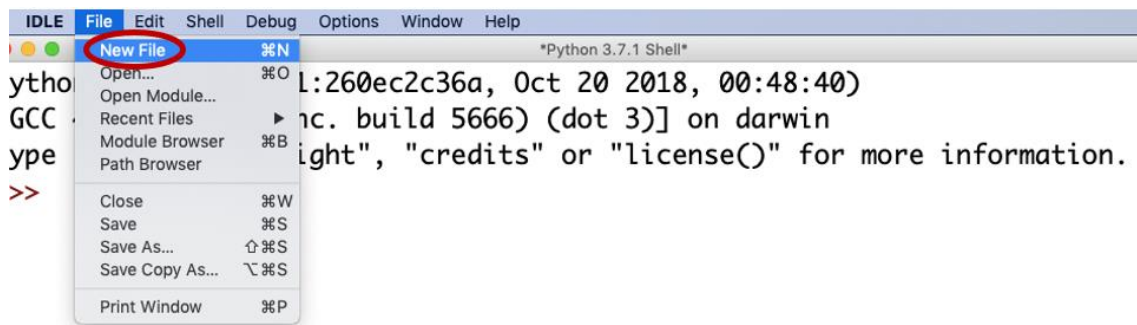 IDLE File Edit Shell Debug Options Window Help
*Python 3.7.1 Shell*
New File ⌘N
Open... ⌘O
Open Module...
Recent Files ▶
Module Browser ⌘B
Path Browser
Close ⌘W
Save ⌘S
Save As... ⇧⌘S
Save Copy As... ⌥⌘S
Print Window ⌘P
ytho 1:260ec2c36a, Oct 20 2018, 00:48:40)
GCC nc. build 5666) (dot 3)] on darwin
ype ight", "credits" or "license()" for more information.
>>